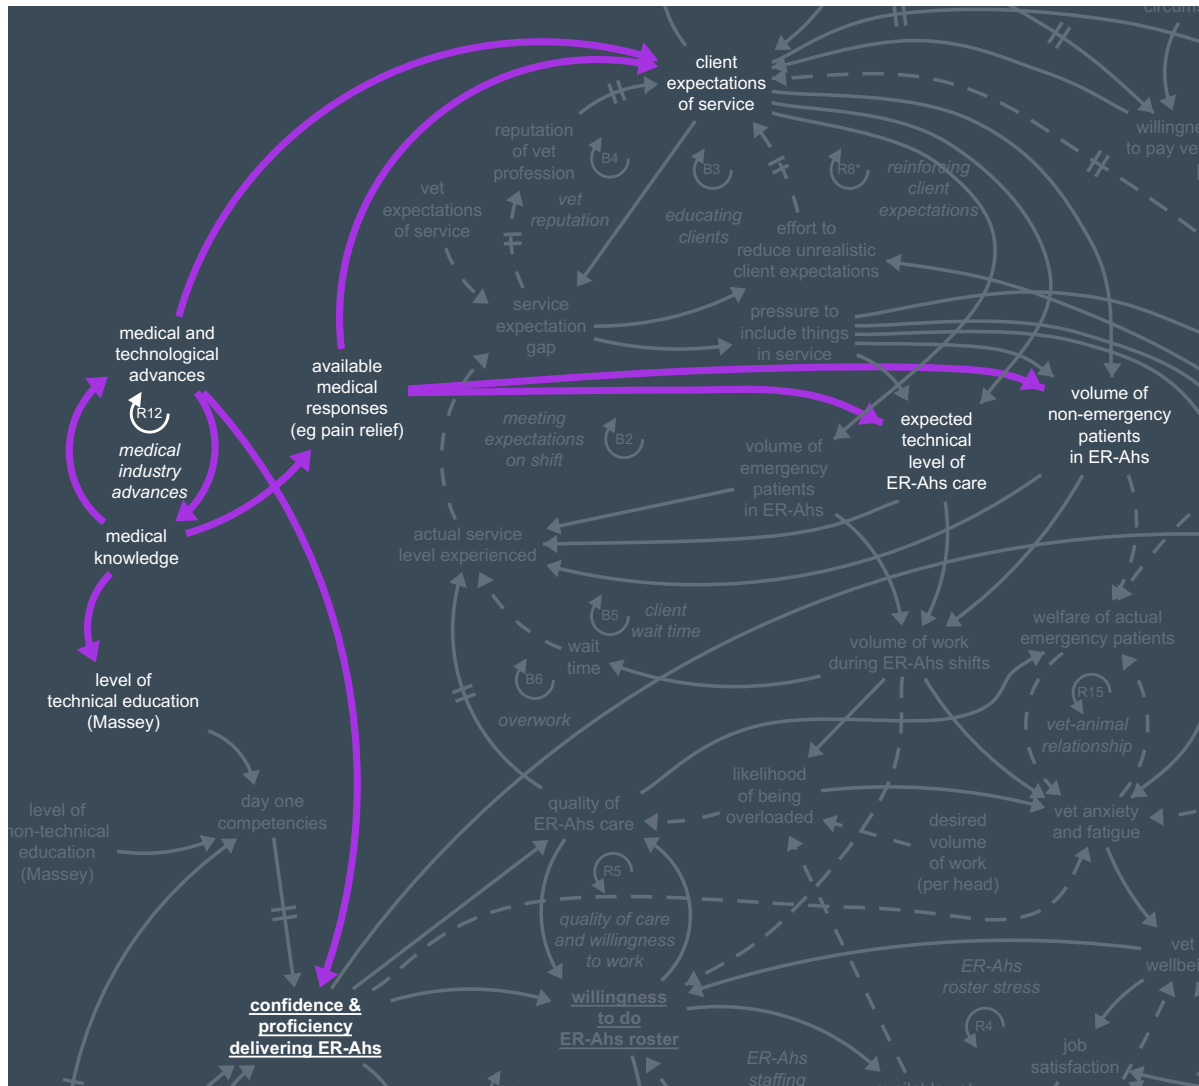 circum
client
expectations
of service
reputation
of vet
profession
B4
B3
R8*
reinforcing
client
expectations
willingne
to pay vet
vet
expectations
of service
vet
reputation
educating
clients
effort to
reduce unrealistic
client expectations
service
expectation
gap
pressure to
include things
in service
medical and
technological
advances
R12
medical
industry
advances
available
medical
responses
(eg pain relief)
meeting
expectations
on shift
B2
volume of
emergency
patients
in ER-Ahs
expected
technical
level of
ER-Ahs care
volume of
non-emergency
patients
in ER-Ahs
medical
knowledge
actual service
level experienced
B5
client
wait time
wait
time
B6
overwork
volume of work
during ER-Ahs shifts
welfare of actual
emergency patients
R15
vet-animal
relationship
level of
technical education
(Massey)
level of
non-technical
education
(Massey)
day one
competencies
quality of
ER-Ahs care
likelihood
of being
overloaded
desired
volume
of work
(per head)
vet anxiety
and fatigue
R5
quality of care
and willingness
to work
confidence &
proficiency
delivering ER-Ahs
willingness
to do
ER-Ahs roster
ER-Ahs
roster stress
R4
vet
wellbei
job
satisfaction
ER-Ahs
staffing